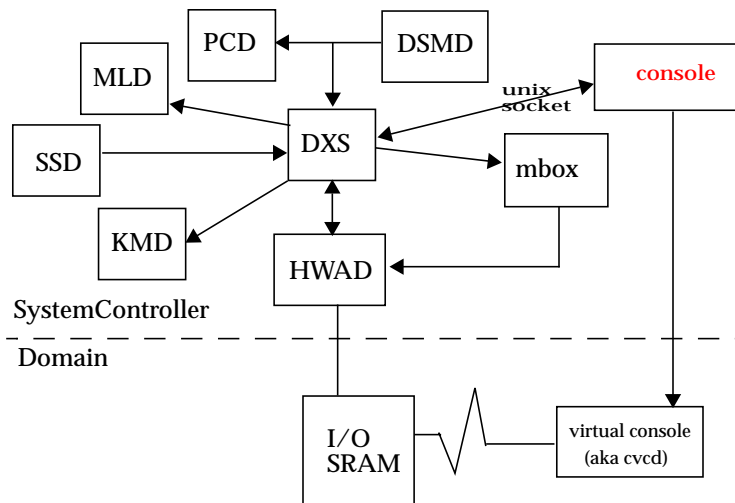 PCD
DSMD
MLD
console
unix
socket
DXS
SSD
mbox
KMD
HWAD
SystemController
Domain
I/O
SRAM
virtual console
(aka cvcd)